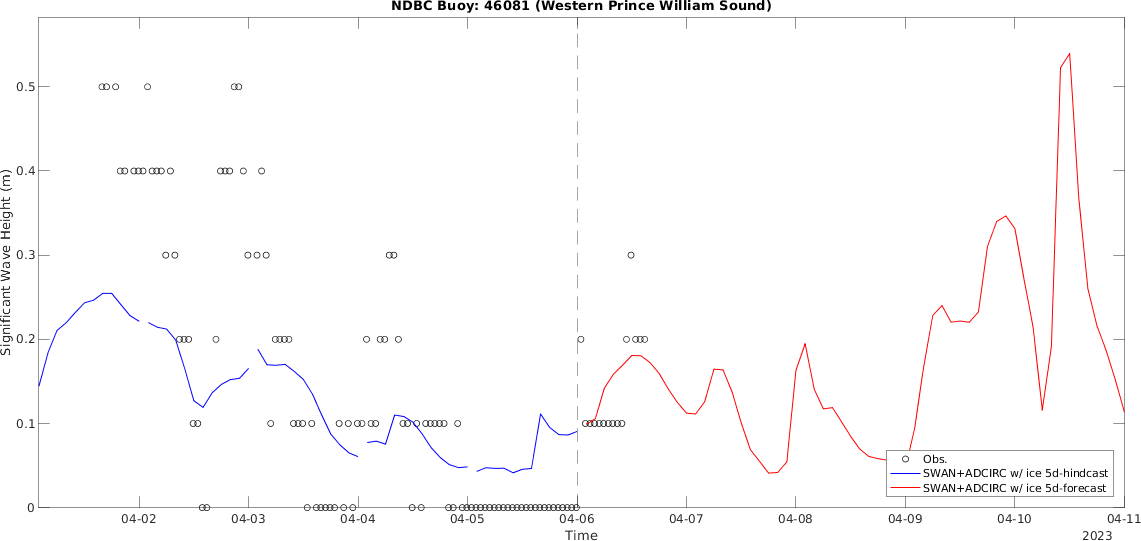 NDBC Buoy: 46081 (Western Prince William Sound)
Significant Wave Height (m)
0.5
0.4
0.3
0.2
0.1
0
04-02 04-03 04-04 04-05 04-06 04-07 04-08 04-09 04-10 04-11
Time
2023
Obs.
SWAN+ADCIRC w/ ice 5d-hindcast
SWAN+ADCIRC w/ ice 5d-forecast